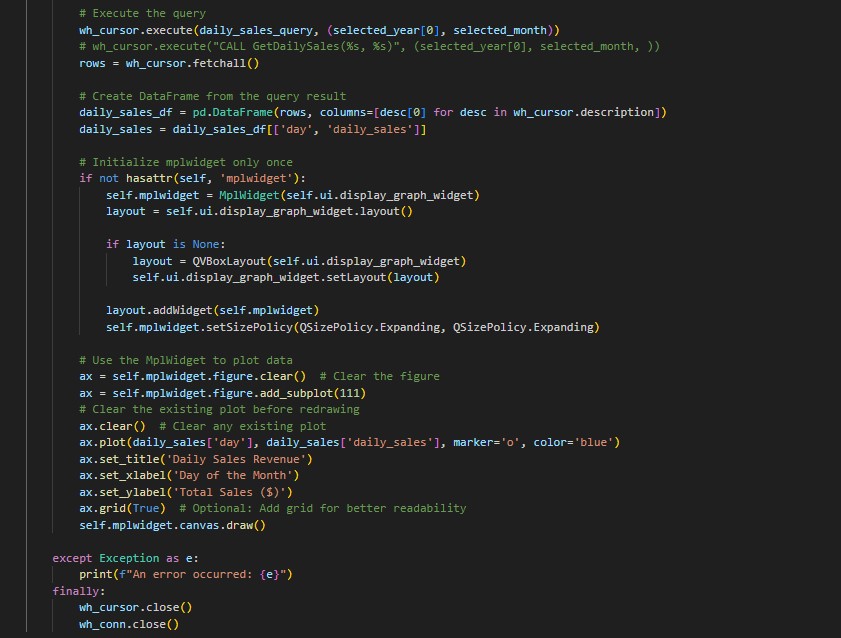 # Execute the query
wh_cursor.execute(daily_sales_query, (selected_year[0], selected_month))
# wh_cursor.execute("CALL GetDailySales(%s, %s)", (selected_year[0], selected_month, ))
rows = wh_cursor.fetchall()
# Create DataFrame from the query result
daily_sales_df = pd.DataFrame(rows, columns=[desc[0] for desc in wh_cursor.description])
daily_sales = daily_sales_df[['day', 'daily_sales']]
# Initialize mplwidget only once
if not hasattr(self, 'mplwidget'):
self.mplwidget = MplWidget(self.ui.display_graph_widget)
layout = self.ui.display_graph_widget.layout()
if layout is None:
layout = QVBoxLayout(self.ui.display_graph_widget)
self.ui.display_graph_widget.setLayout(layout)
layout.addWidget(self.mplwidget)
self.mplwidget.setSizePolicy(QSizePolicy.Expanding, QSizePolicy.Expanding)
# Use the MplWidget to plot data
ax = self.mplwidget.figure.clear()  # Clear the figure
ax = self.mplwidget.figure.add_subplot(111)
# Clear the existing plot before redrawing
ax.clear()  # Clear any existing plot
ax.plot(daily_sales['day'], daily_sales['daily_sales'], marker='o', color='blue')
ax.set_title('Daily Sales Revenue')
ax.set_xlabel('Day of the Month')
ax.set_ylabel('Total Sales ($)')
ax.grid(True)  # Optional: Add grid for better readability
self.mplwidget.canvas.draw()
except Exception as e:
print(f"An error occurred: {e}")
finally:
wh_cursor.close()
wh_conn.close()